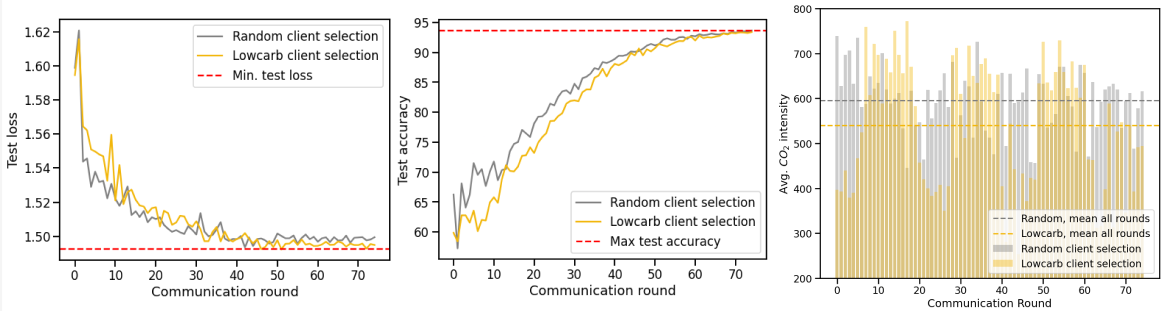 1.62
1.60
1.58
1.56
1.54
1.52
1.50
Test loss
0 10 20 30 40 50 60 70
Communication round
Random client selection
Lowcarb client selection
Min. test loss
95
90
85
80
75
70
65
60
Test accuracy
0 10 20 30 40 50 60 70
Communication round
Random client selection
Lowcarb client selection
Max test accuracy
800
700
600
500
400
300
200
Avg. CO₂ intensity
0 10 20 30 40 50 60 70
Communication Round
Random, mean all rounds
Lowcarb, mean all rounds
Random client selection
Lowcarb client selection